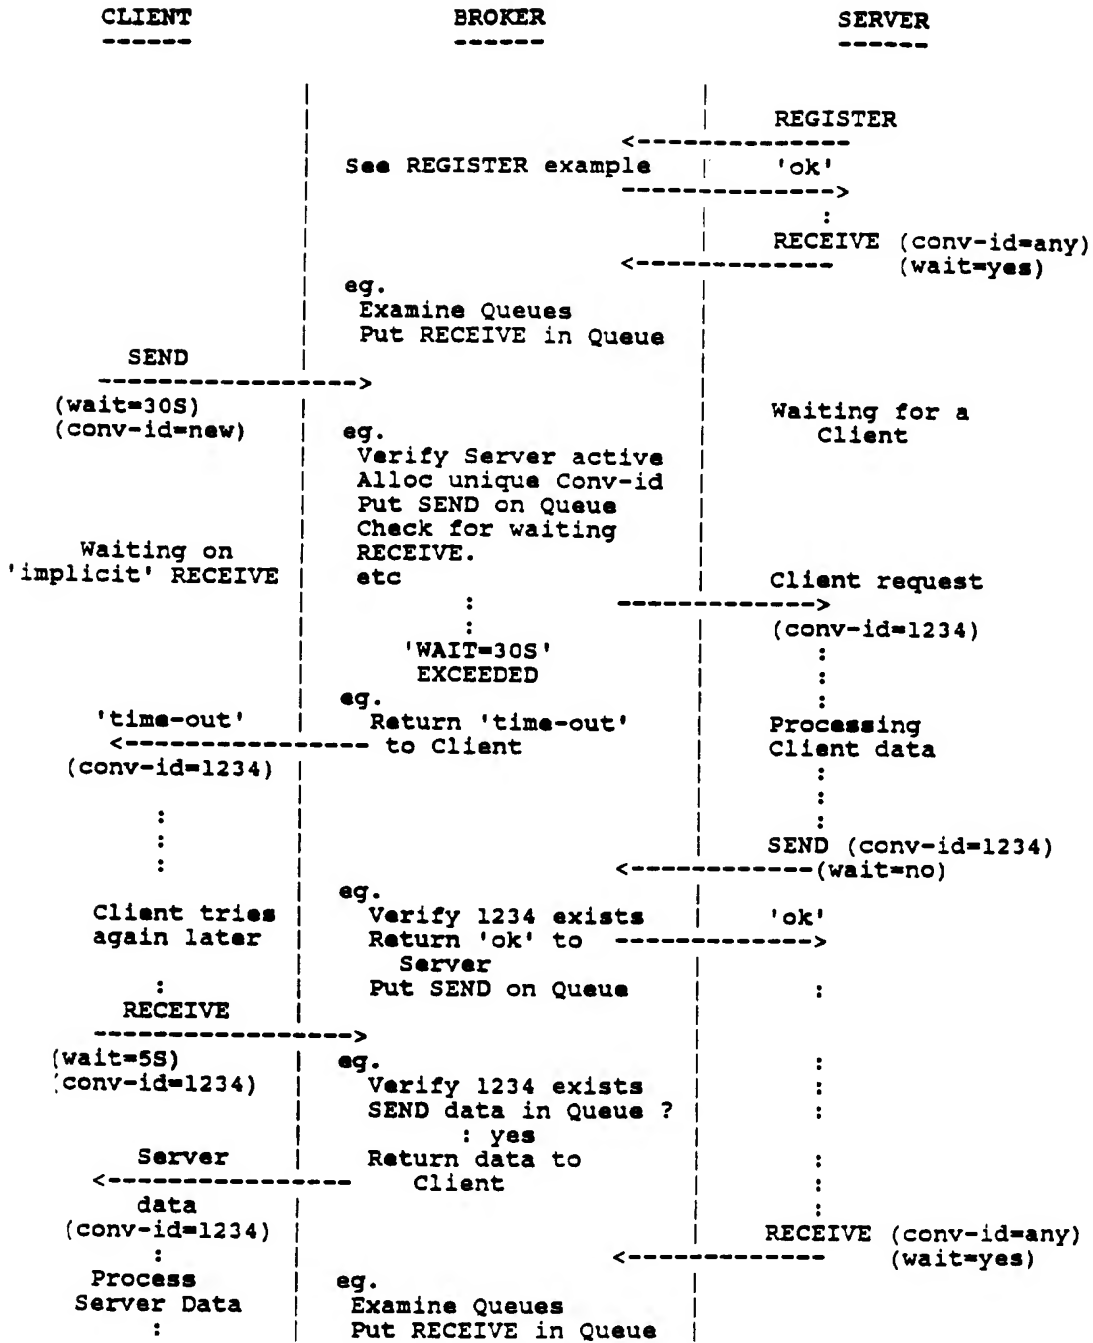 CLIENT BROKER SERVER
------ ------ ------
REGISTER
<--------------
See REGISTER example 'ok'
-------------->
:
RECEIVE (conv-id=any)
<------------- (wait=yes)
eg.
Examine Queues
Put RECEIVE in Queue
SEND
----------------->
(wait=30S) Waiting for a
(conv-id=new) eg. Client
Verify Server active
Alloc unique Conv-id
Put SEND on Queue
Check for waiting
Waiting on RECEIVE.
'implicit' RECEIVE etc Client request
: ------------->
: (conv-id=1234)
'WAIT=30S' :
EXCEEDED :
eg. :
'time-out' Return 'time-out' Processing
<---------------- to Client Client data
(conv-id=1234) :
: :
: :
: SEND (conv-id=1234)
<------------(wait=no)
eg.
Client tries Verify 1234 exists 'ok'
again later Return 'ok' to ------------->
Server
: Put SEND on Queue :
RECEIVE
----------------->
(wait=5S) eg. :
(conv-id=1234) Verify 1234 exists :
SEND data in Queue ? :
: yes
Server Return data to :
<---------------- Client :
data :
(conv-id=1234) RECEIVE (conv-id=any)
: <------------- (wait=yes)
Process eg.
Server Data Examine Queues
: Put RECEIVE in Queue